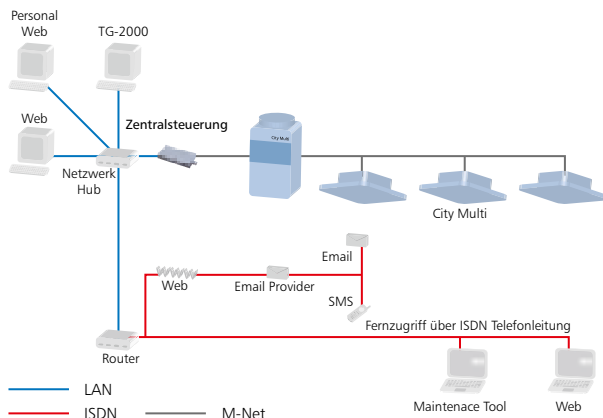 Personal
Web
TG-2000
Web
Zentralsteuerung
City Multi
Netzwerk
Hub
City Multi
Email
Web
Email Provider
SMS
Fernzugriff über ISDN Telefonleitung
Router
Maintenace Tool
Web
LAN
ISDN
M-Net